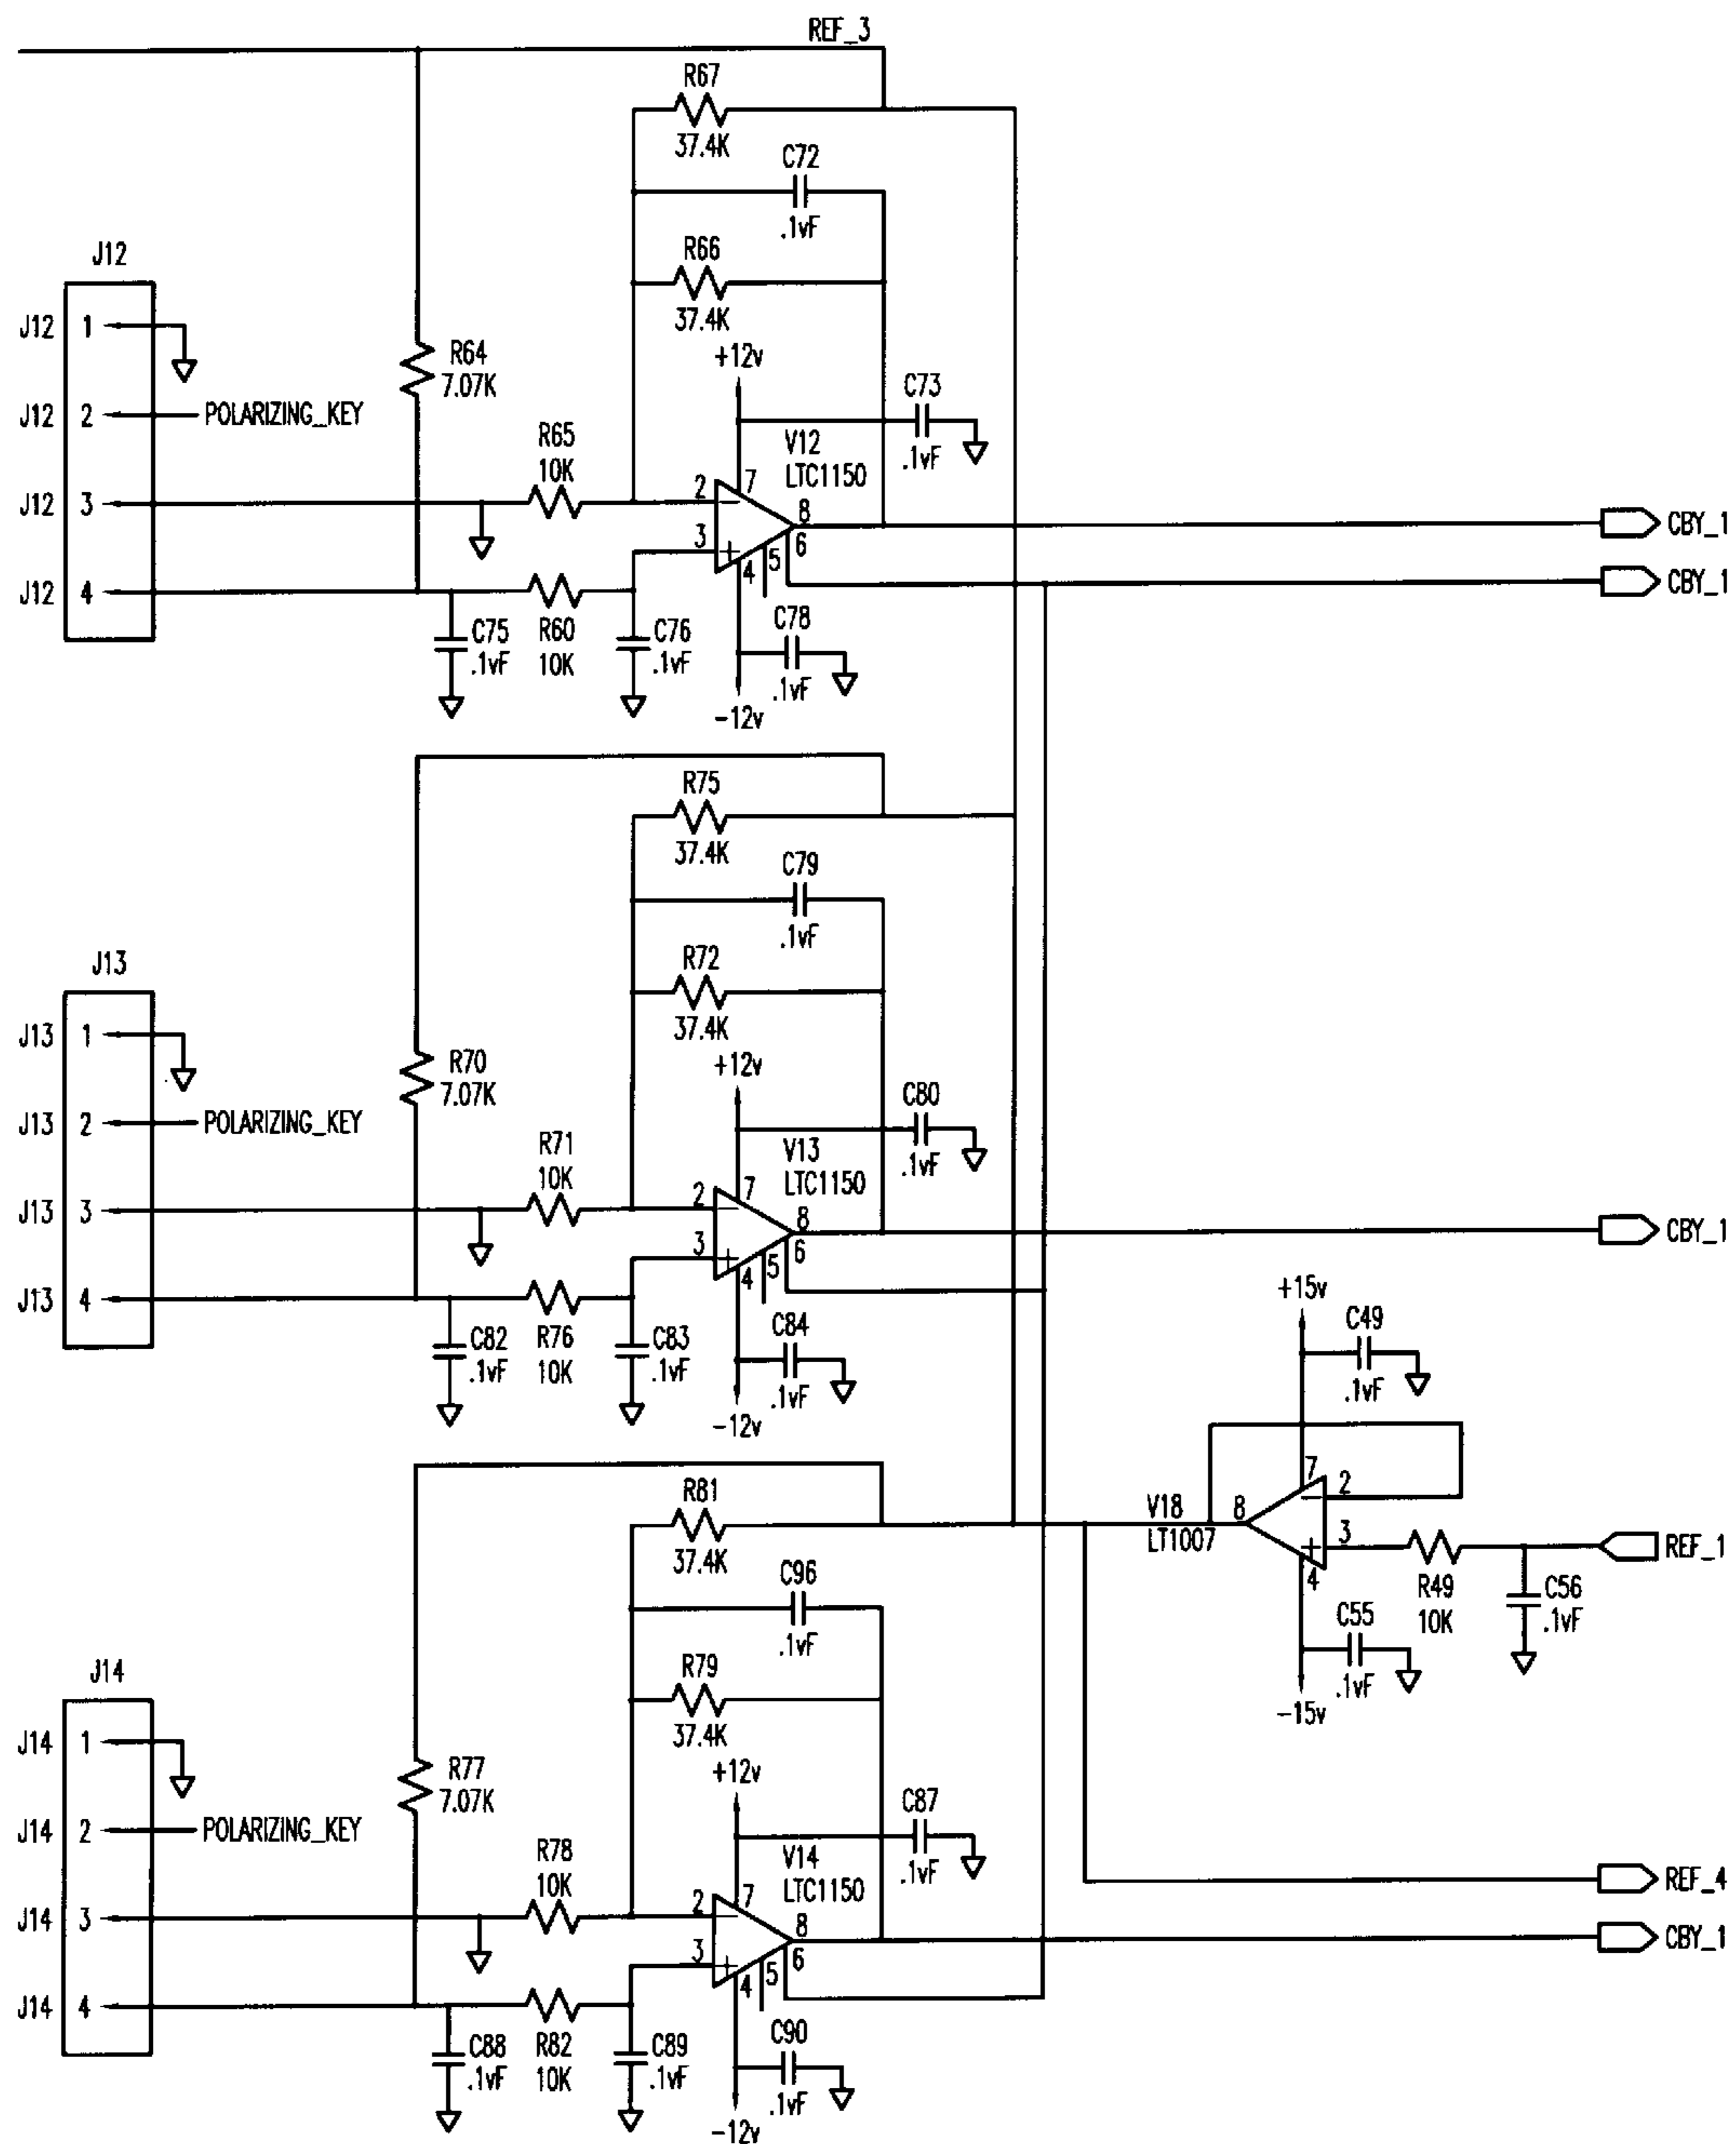 REF_3
R67
37.4K
C72
.1vF
R66
37.4K
J12
J12 1
R64
7.07K
+12v
C73
.1vF
J12 2 POLARIZING_KEY
R65
10K
V12
LTC1150
7
J12 3
2
8
CBY_1
3
6
5
4
CBY_1
J12 4
C75
.1vF
R60
10K
C76
.1vF
C78
.1vF
-12v
R75
37.4K
C79
.1vF
R72
37.4K
J13
J13 1
R70
7.07K
+12v
C80
.1vF
J13 2 POLARIZING_KEY
R71
10K
V13
LTC1150
7
J13 3
2
8
CBY_1
3
6
5
4
J13 4
C82
.1vF
R76
10K
C83
.1vF
C84
.1vF
-12v
+15v
C49
.1vF
7
2
V18
LT1007
8
3
4
REF_1
R49
10K
C56
.1vF
C55
.1vF
-15v
R81
37.4K
C96
.1vF
R79
37.4K
J14
J14 1
R77
7.07K
+12v
C87
.1vF
J14 2 POLARIZING_KEY
R78
10K
V14
LTC1150
7
REF_4
J14 3
2
8
CBY_1
3
6
5
4
J14 4
C88
.1vF
R82
10K
C89
.1vF
C90
.1vF
-12v